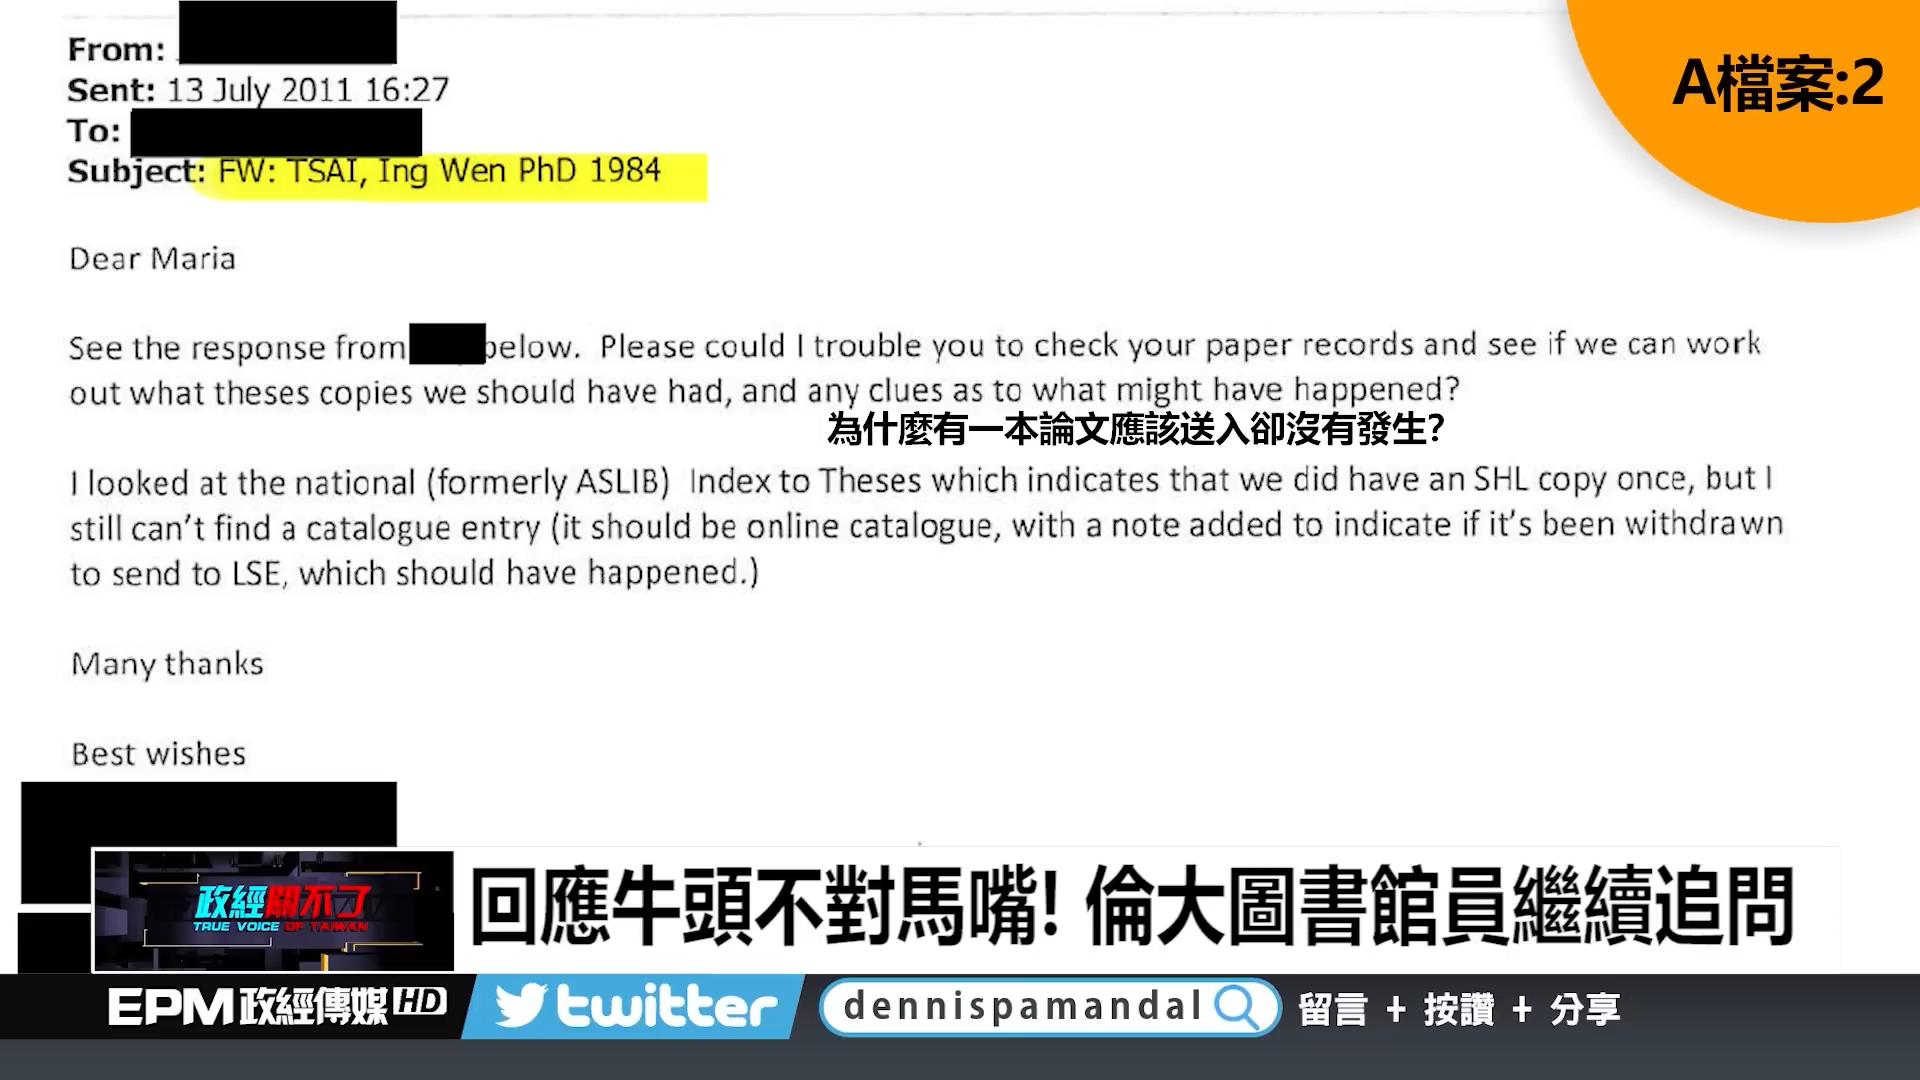 From:
Sent: 13 July 2011 16:27
To:
Subject: FW: TSAI, Ing Wen PhD 1984
A檔案:2
Dear Maria
See the response from below. Please could I trouble you to check your paper records and see if we can work
out what theses copies we should have had, and any clues as to what might have happened?
為什麼有一本論文應該送入卻沒有發生?
I looked at the national (formerly ASLIB) Index to Theses which indicates that we did have an SHL copy once, but I
still can't find a catalogue entry (it should be online catalogue, with a note added to indicate if it's been withdrawn
to send to LSE, which should have happened.)
Many thanks
Best wishes
政經關不了
TRUE VOICE OF TAIWAN
回應牛頭不對馬嘴! 倫大圖書館員繼續追問
EPM政經傳媒HD
twitter
dennispamandal
留言 + 按讚 + 分享